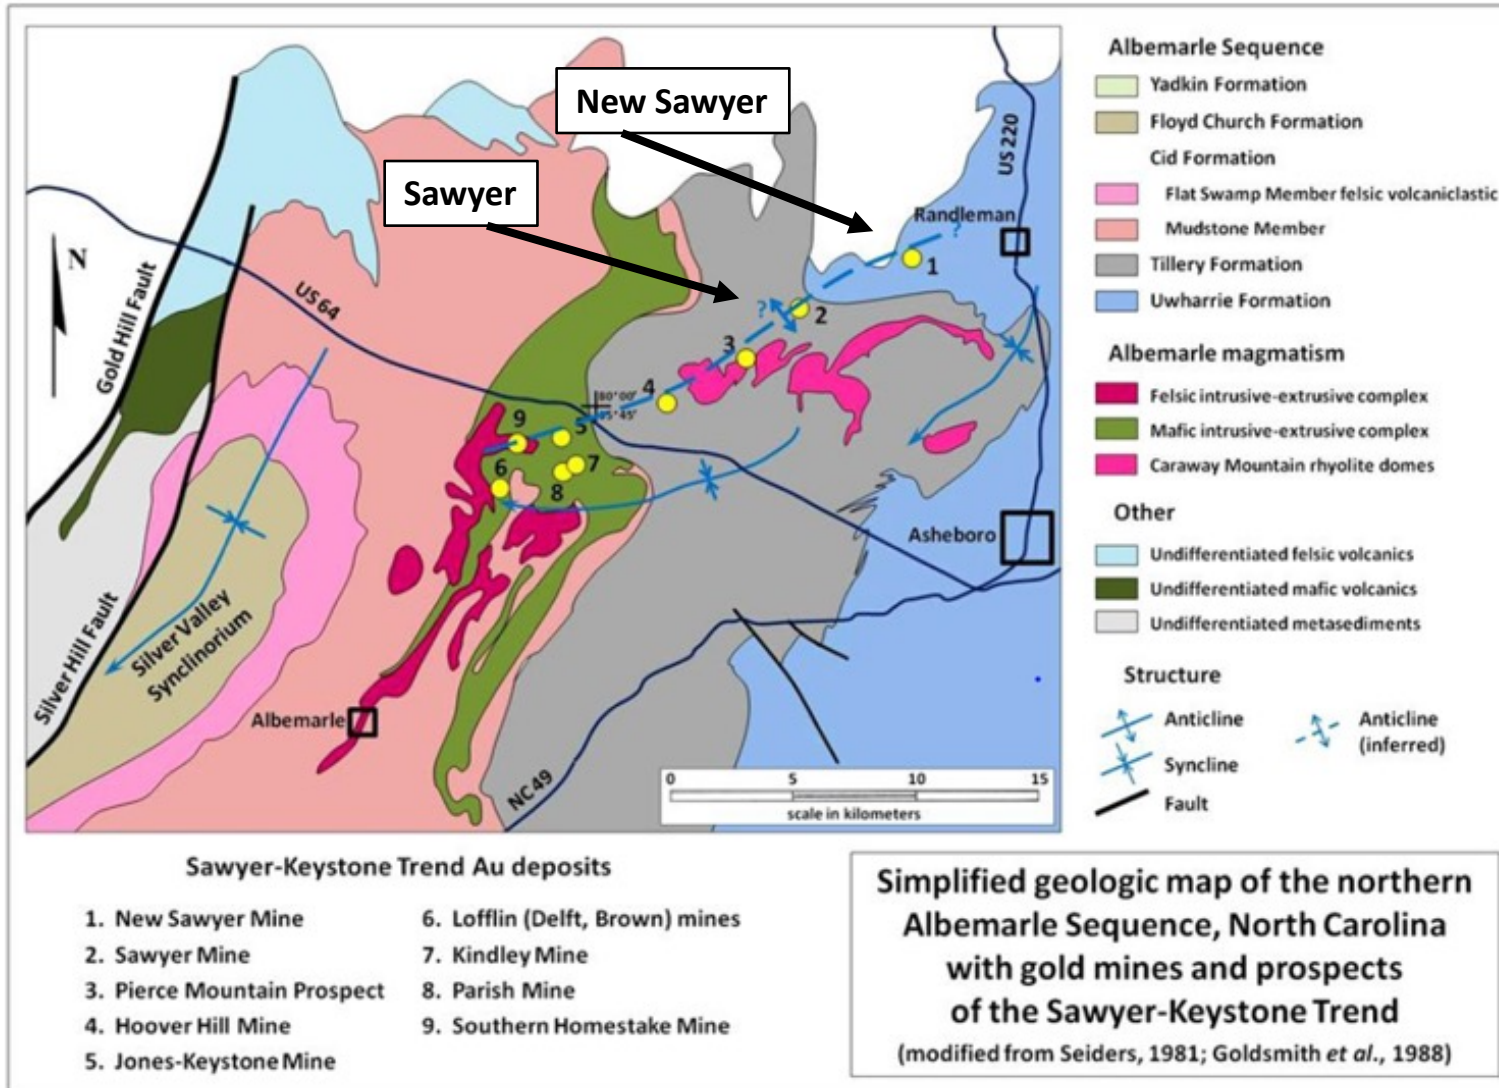 New Sawyer
Sawyer
US 220
Randleman
?
1
N
Gold Hill Fault
US 64
?
2
3
4
80°00'
35°45'
9
5
6
7
8
Asheboro
Silver Hill Fault
Silver Valley
Synclinorium
Albemarle
NC 49
0 5 10 15
scale in kilometers
Albemarle Sequence
Yadkin Formation
Floyd Church Formation
Cid Formation
Flat Swamp Member felsic volcaniclastic
Mudstone Member
Tillery Formation
Uwharrie Formation
Albemarle magmatism
Felsic intrusive-extrusive complex
Mafic intrusive-extrusive complex
Caraway Mountain rhyolite domes
Other
Undifferentiated felsic volcanics
Undifferentiated mafic volcanics
Undifferentiated metasediments
Structure
Anticline
Anticline
(inferred)
Syncline
Fault
Sawyer-Keystone Trend Au deposits
1. New Sawyer Mine
2. Sawyer Mine
3. Pierce Mountain Prospect
4. Hoover Hill Mine
5. Jones-Keystone Mine
6. Lofflin (Delft, Brown) mines
7. Kindley Mine
8. Parish Mine
9. Southern Homestake Mine
Simplified geologic map of the northern
Albemarle Sequence, North Carolina
with gold mines and prospects
of the Sawyer-Keystone Trend
(modified from Seiders, 1981; Goldsmith et al., 1988)